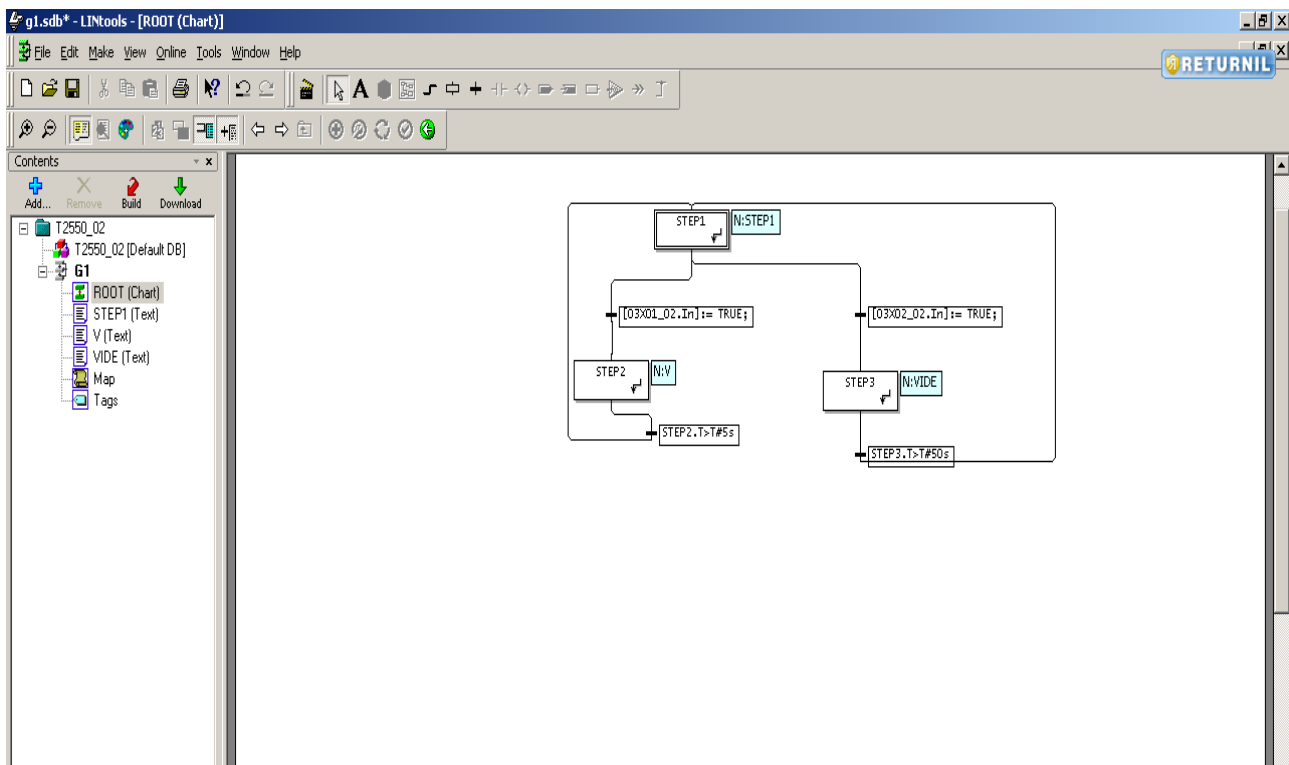 g1.sdb* - LINtools - [ROOT (Chart)]
File Edit Make View Online Tools Window Help
RETURNIL
A
Contents
Add... Remove Build Download
T2550_02
T2550_02 [Default DB]
G1
ROOT (Chart)
STEP1 (Text)
V (Text)
VIDE (Text)
Map
Tags
STEP1
N:STEP1
[03X01_02.In]:= TRUE;
[03X02_02.In]:= TRUE;
STEP2
N:V
STEP3
N:VIDE
STEP2.T>T#5s
STEP3.T>T#50s